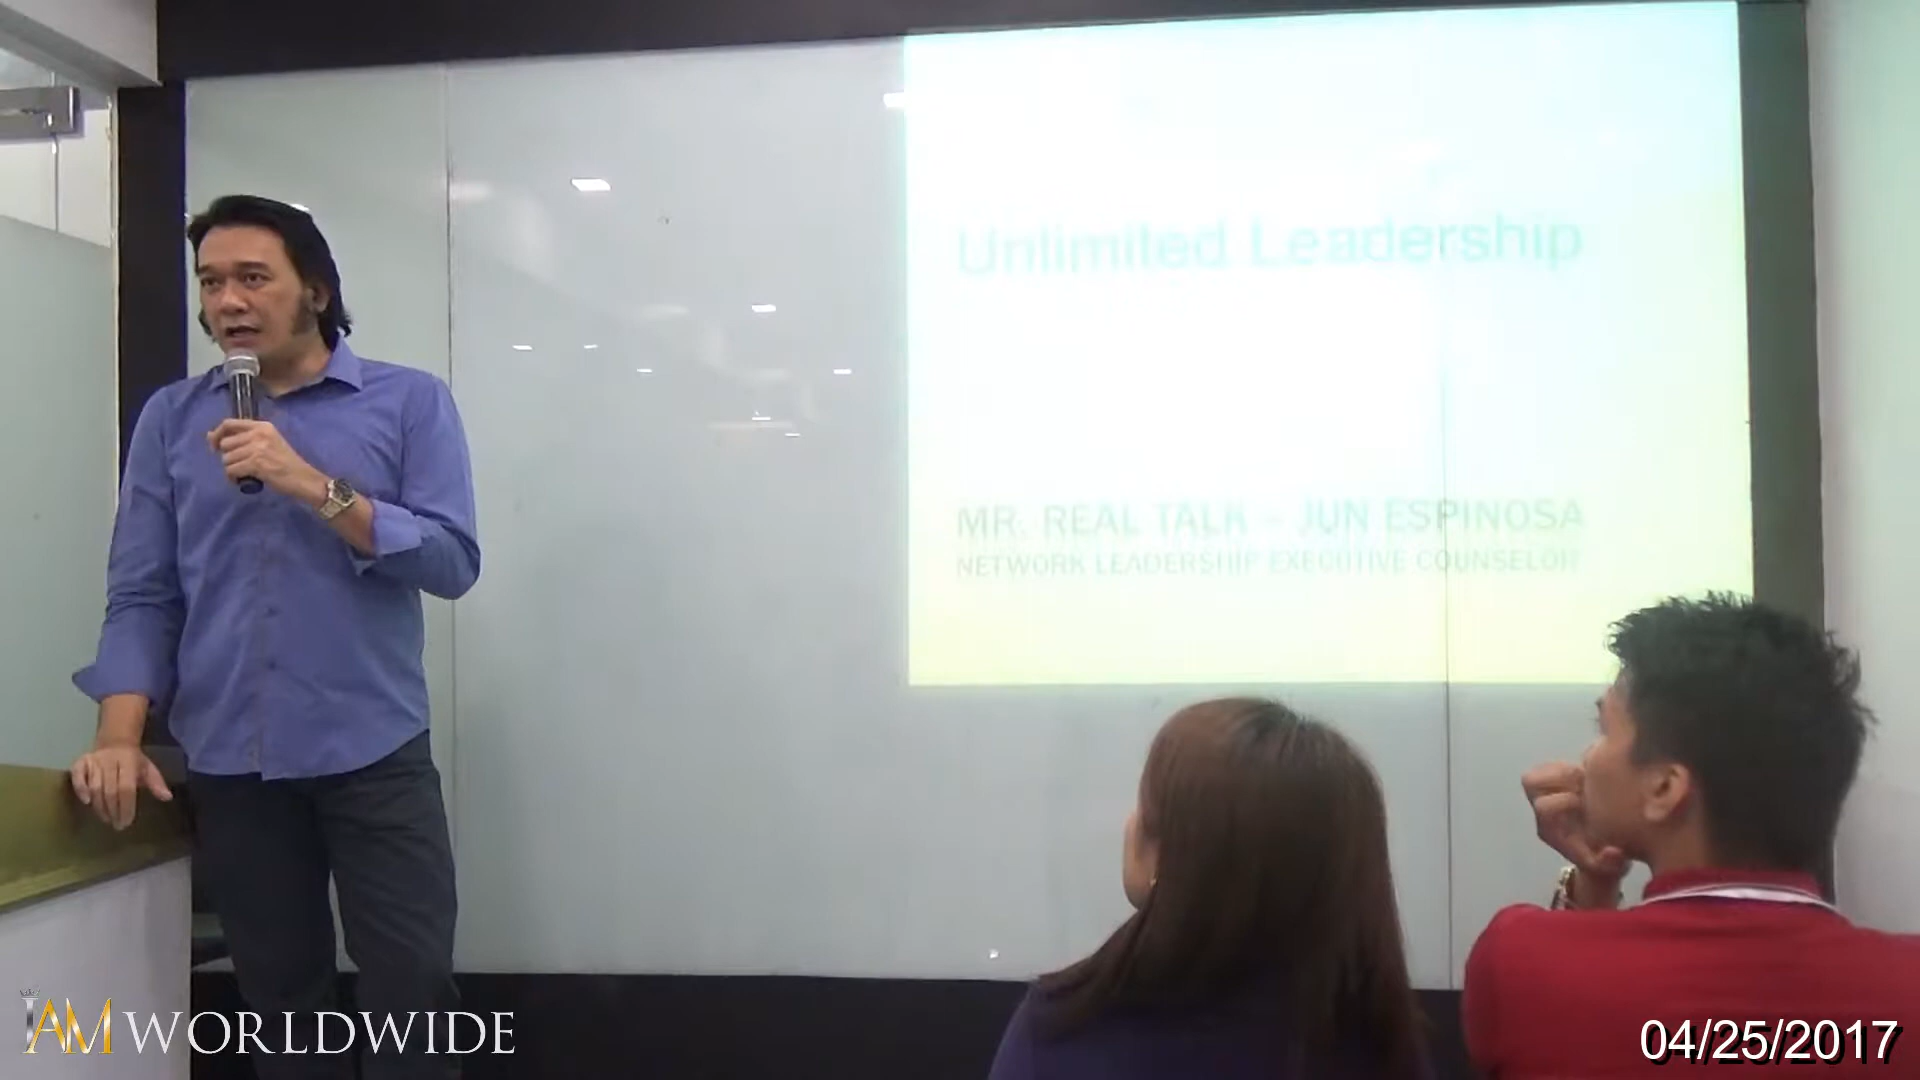 Unlimited Leadership
MR. REAL TALK - JUN ESPINOSA
NETWORK LEADERSHIP EXECUTIVE COUNSELOR
IAM WORLDWIDE
04/25/2017